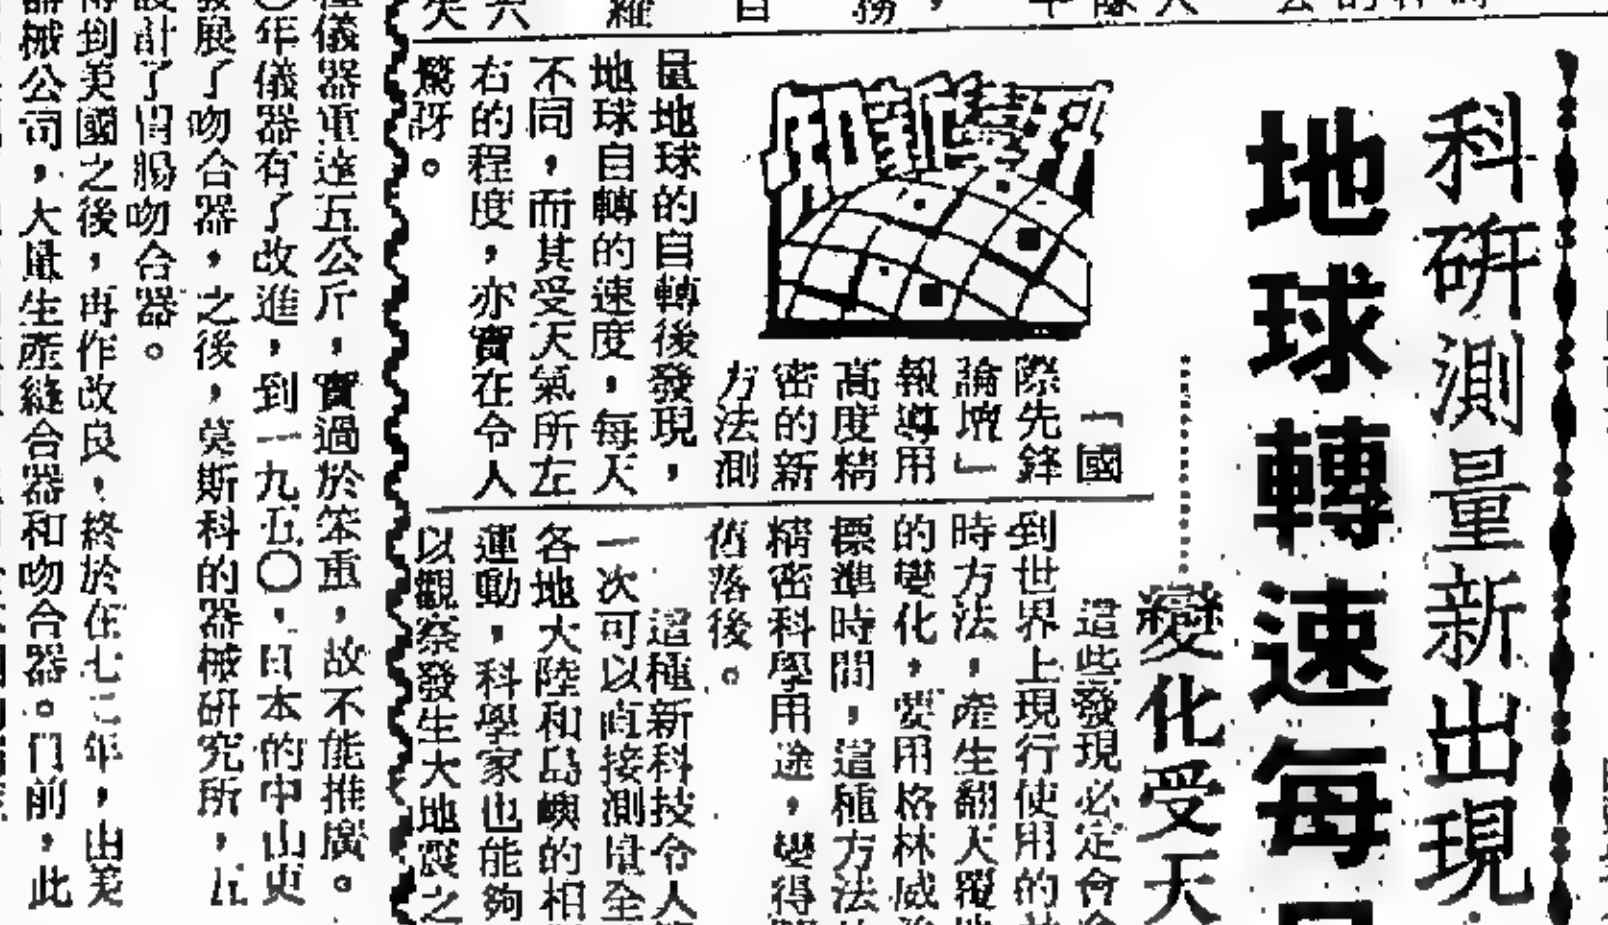 科研測量新出現
地球轉速每
變化受天
科學新知
「國
際先鋒
論壇」
報導用
高度精
密的新
方法測
量地球的自轉後發現，
地球自轉的速度，每天
不同，而其受天氣所左
右的程度，亦實在令人
驚訝。
這些發現必定會
到世界上現行使用的
時方法，產生翻天覆
的變化，要用格林威
標準時間，這種方法
精密科學用途，變得
舊落後。
這種新科技令人
一次可以直接測量全
各地大陸和島嶼的相
運動，科學家也能夠
以觀察發生大地震之
儀器重達五公斤，實過於笨重，故不能推廣。
〇年儀器有了改進，到一九五〇，日本的中山史
發展了吻合器，之後，莫斯科的器械研究所，五
設計了胃腸吻合器。
得到美國之後，再作改良，終於在七二年，由美
器械公司，大量生產縫合器和吻合器。目前，此